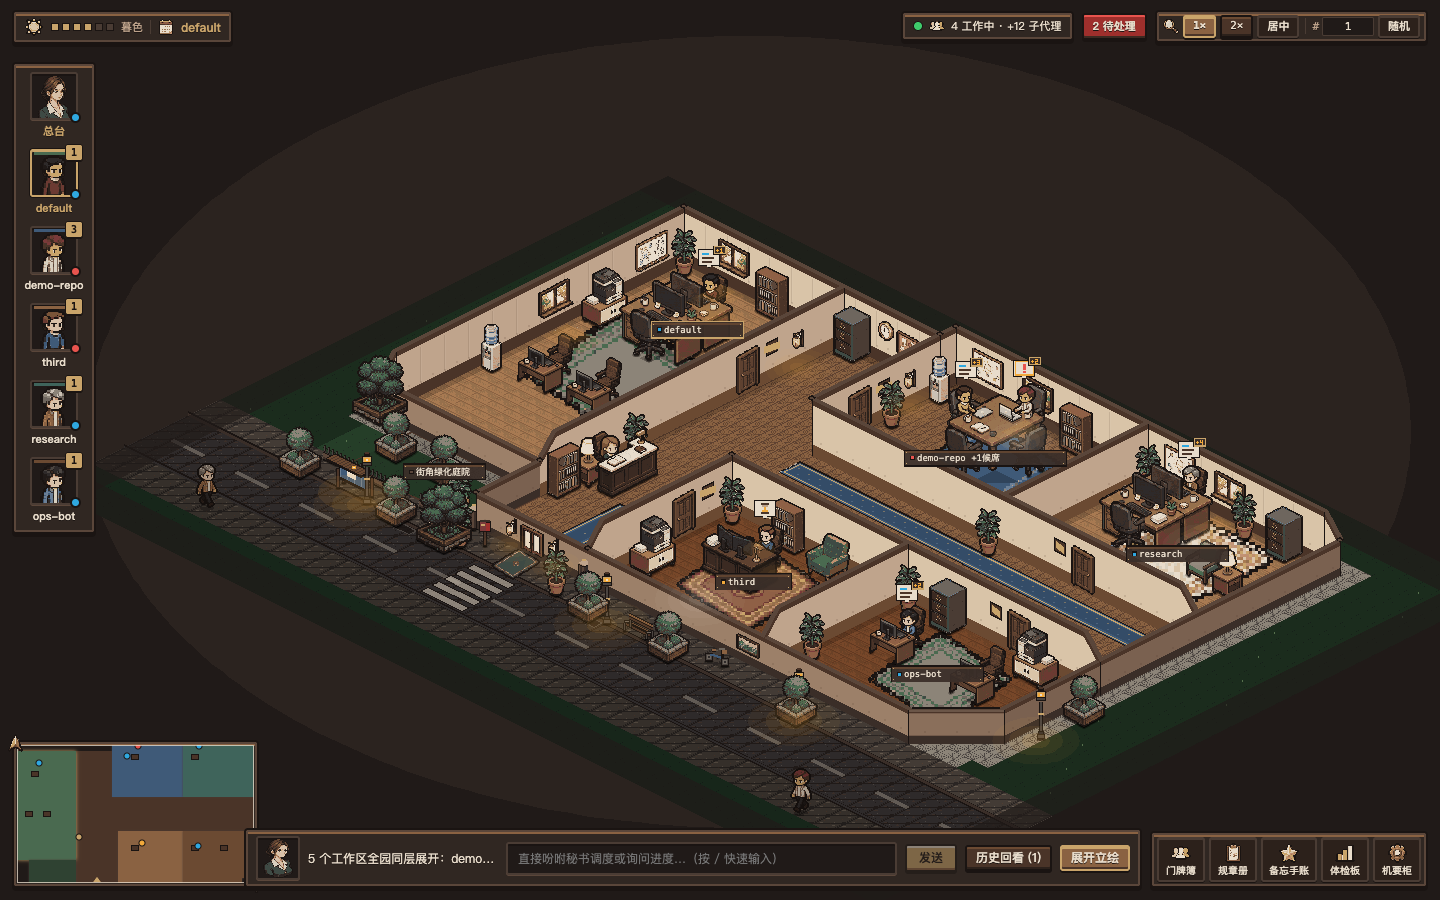 暮色
default
4 工作中 · +12 子代理
2 待处理
1×
2×
居中
#
1
随机
总台
1
default
3
demo-repo
1
third
1
research
1
ops-bot
default
demo-repo +1候席
街角绿化庭院
research
third
ops-bot
5 个工作区全园同层展开：demo...
直接吩咐秘书调度或询问进度...（按 / 快速输入）
发送
历史回看 (1)
展开立绘
门牌簿
规章册
备忘手账
体检板
机要柜